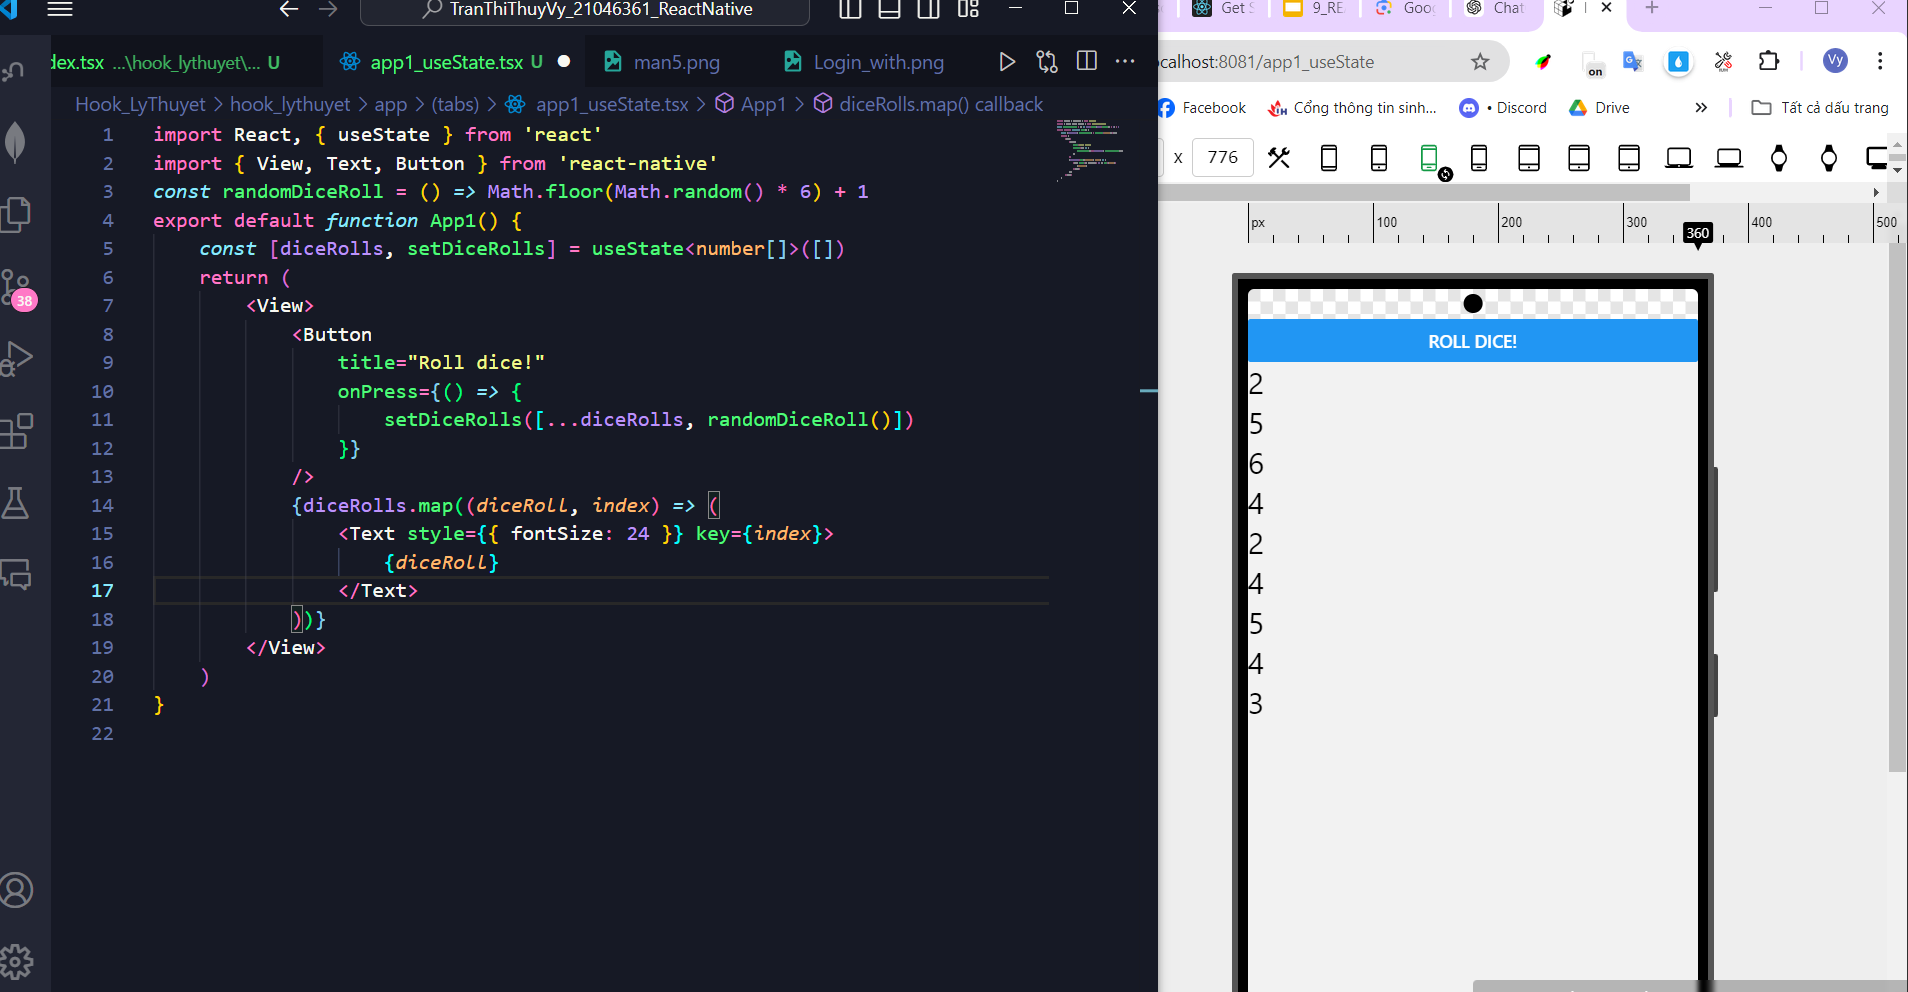 TranThiThuyVy_21046361_ReactNative
dex.tsx ...\hook_lythuyet\... U
app1_useState.tsx U
man5.png
Login_with.png
Hook_LyThuyet > hook_lythuyet > app > (tabs) > app1_useState.tsx > App1 > diceRolls.map() callback
1 import React, { useState } from 'react'
2 import { View, Text, Button } from 'react-native'
3 const randomDiceRoll = () => Math.floor(Math.random() * 6) + 1
4 export default function App1() {
5 const [diceRolls, setDiceRolls] = useState<number[]>([])
6 return (
7 <View>
8 <Button
9 title="Roll dice!"
10 onPress={() => {
11 setDiceRolls([...diceRolls, randomDiceRoll()])
12 }}
13 />
14 {diceRolls.map((diceRoll, index) => (
15 <Text style={{ fontSize: 24 }} key={index}>
16 {diceRoll}
17 </Text>
18 ))}
19 </View>
20 )
21 }
22
38
Get
9_RE
Goog
Chat
ocalhost:8081/app1_useState
on
Vy
Facebook
Cổng thông tin sinh...
• Discord
Drive
»
Tất cả dấu trang
x 776
px 100 200 300 400 500
360
ROLL DICE!
2
5
6
4
2
4
5
4
3